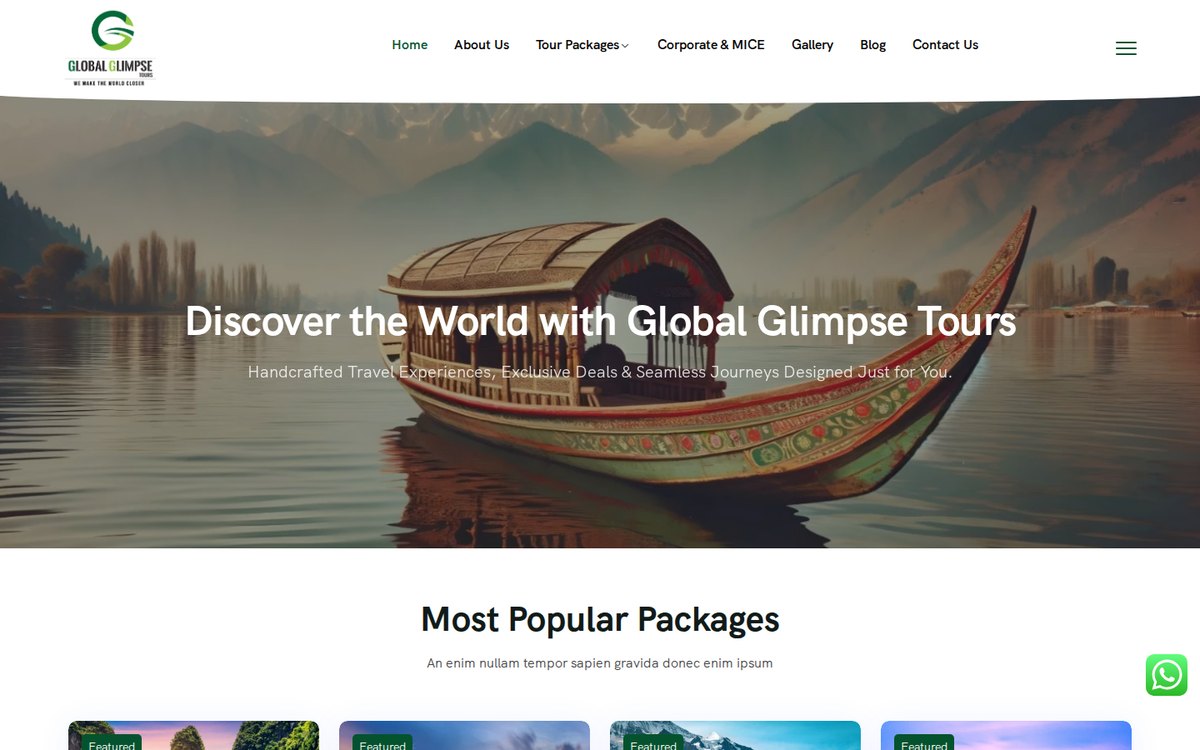 GLOBAL GLIMPSE
TOURS
WE MAKE THE WORLD CLOSER
Home
About Us
Tour Packages
Corporate & MICE
Gallery
Blog
Contact Us
Discover the World with Global Glimpse Tours
Handcrafted Travel Experiences, Exclusive Deals & Seamless Journeys Designed Just for You.
Most Popular Packages
An enim nullam tempor sapien gravida donec enim ipsum
Featured
Featured
Featured
Featured